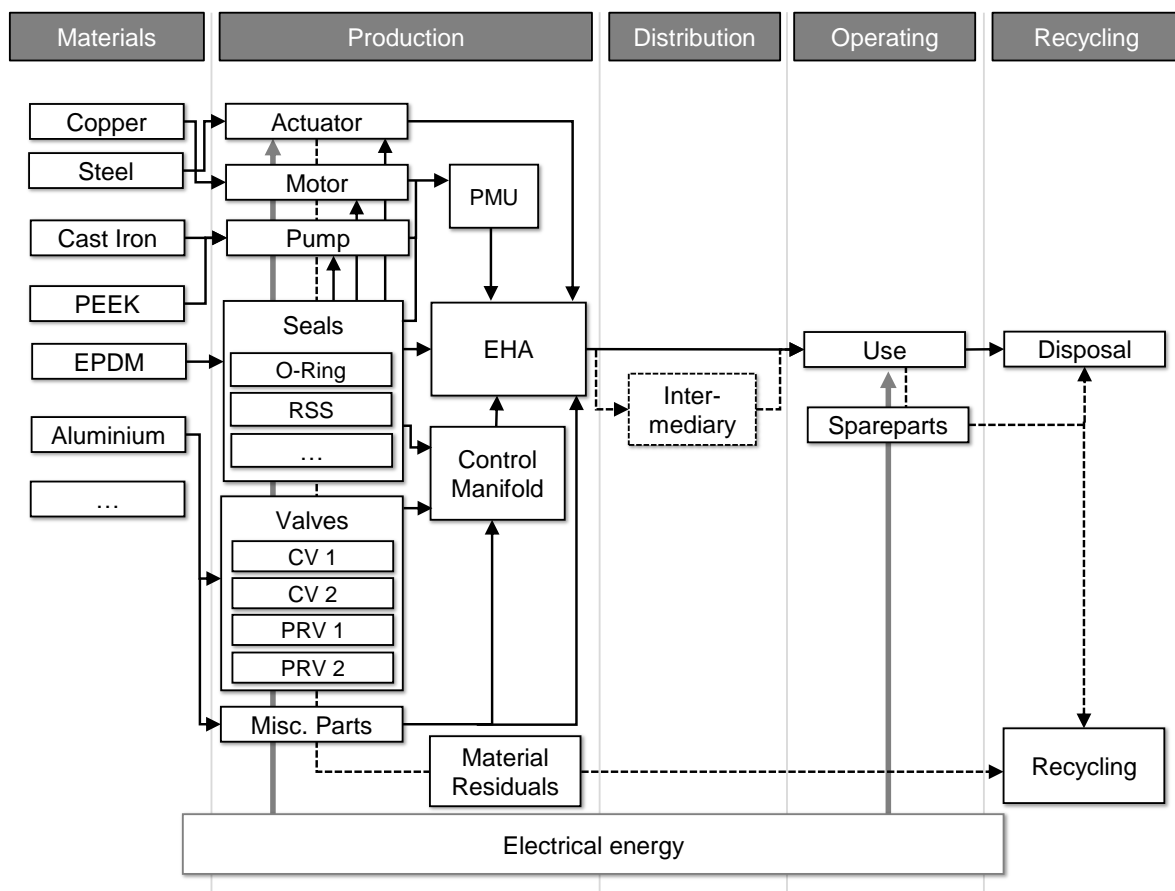 Materials
Production
Distribution
Operating
Recycling
Copper
Steel
Cast Iron
PEEK
EPDM
Aluminium
…
Actuator
Motor
Pump
Seals
O-Ring
RSS
…
Valves
CV 1
CV 2
PRV 1
PRV 2
Misc. Parts
PMU
EHA
Control
Manifold
Material
Residuals
Inter-
mediary
Use
Spareparts
Disposal
Recycling
Electrical energy